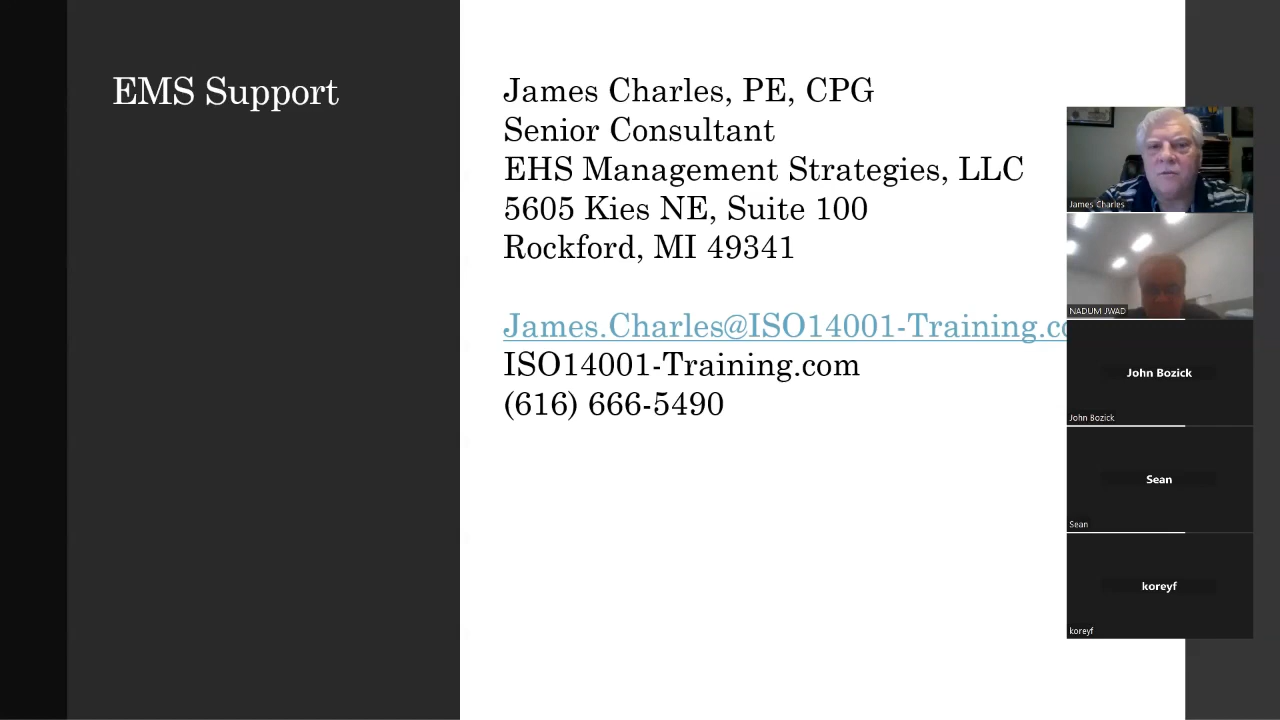 EMS Support
James Charles, PE, CPG
Senior Consultant
EHS Management Strategies, LLC
5605 Kies NE, Suite 100
Rockford, MI 49341
James.Charles@ISO14001-Training.co
ISO14001-Training.com
(616) 666-5490
James Charles
NADUM JWAD
John Bozick
John Bozick
Sean
Sean
koreyf
koreyf